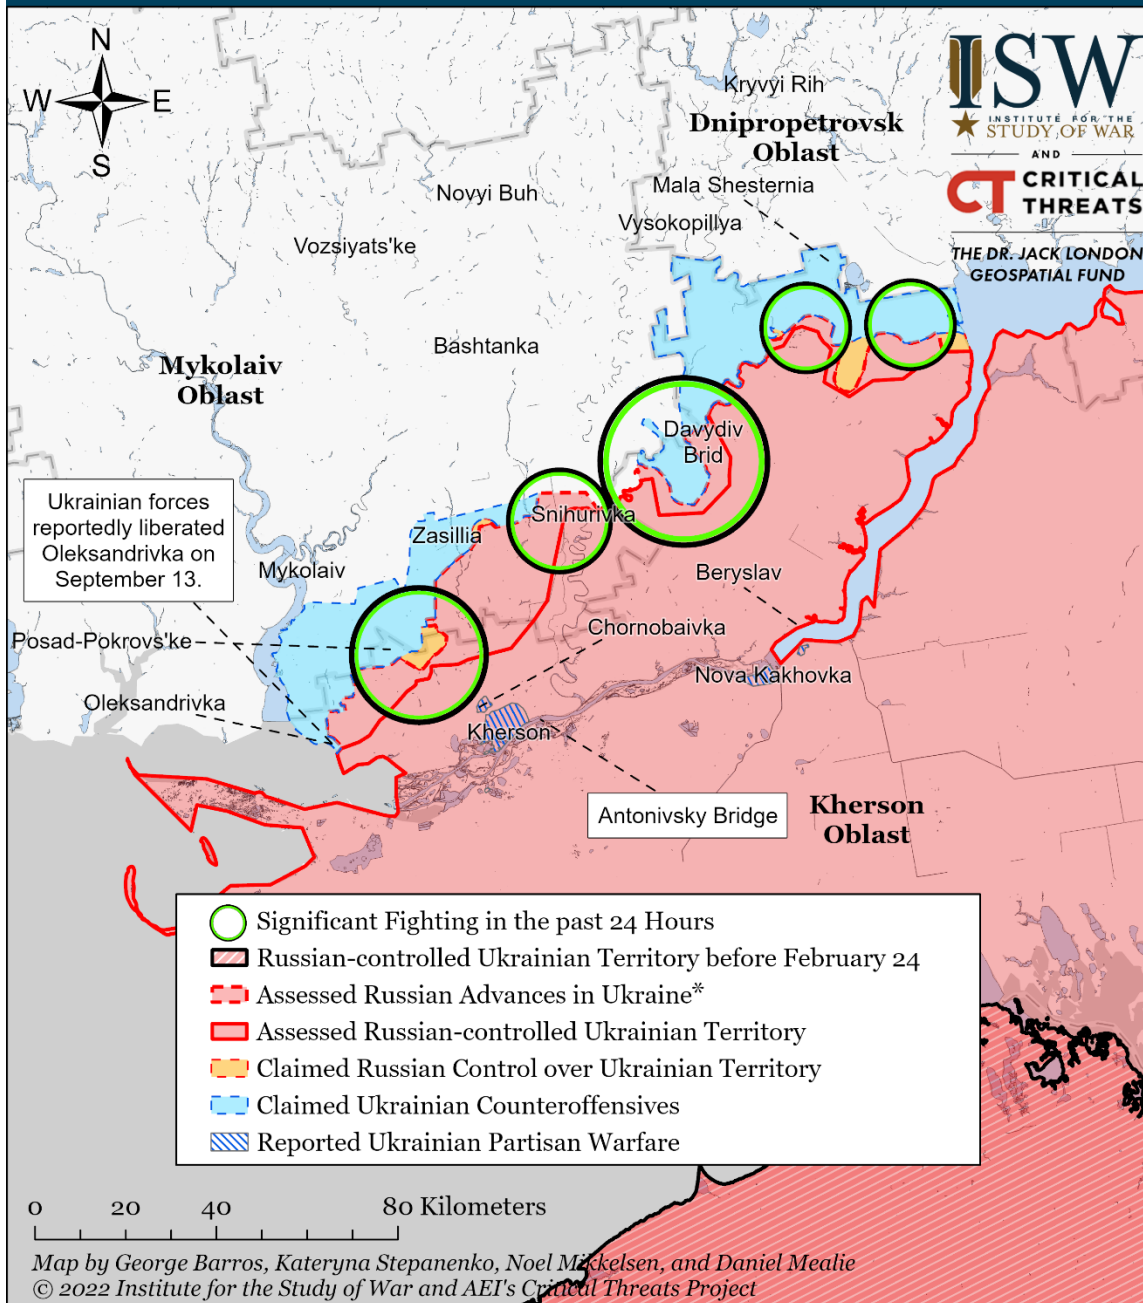 N
W E
S
ISW
INSTITUTE FOR THE
STUDY OF WAR
AND
CT CRITICAL
THREATS
THE DR. JACK LONDON
GEOSPATIAL FUND
Kryvyi Rih
Dnipropetrovsk
Oblast
Mala Shesternia
Novyi Buh
Vysokopillya
Vozsiyats'ke
Bashtanka
Mykolaiv
Oblast
Davydiv
Brid
Ukrainian forces
reportedly liberated
Oleksandrivka on
September 13.
Snihurivka
Zasillia
Mykolaiv
Beryslav
Chornobaivka
Posad-Pokrovs'ke
Nova Kakhovka
Oleksandrivka
Kherson
Antonivsky Bridge
Kherson
Oblast
Significant Fighting in the past 24 Hours
Russian-controlled Ukrainian Territory before February 24
Assessed Russian Advances in Ukraine*
Assessed Russian-controlled Ukrainian Territory
Claimed Russian Control over Ukrainian Territory
Claimed Ukrainian Counteroffensives
Reported Ukrainian Partisan Warfare
0 20 40 80 Kilometers
Map by George Barros, Kateryna Stepanenko, Noel Mikkelsen, and Daniel Mealie
© 2022 Institute for the Study of War and AEI's Critical Threats Project